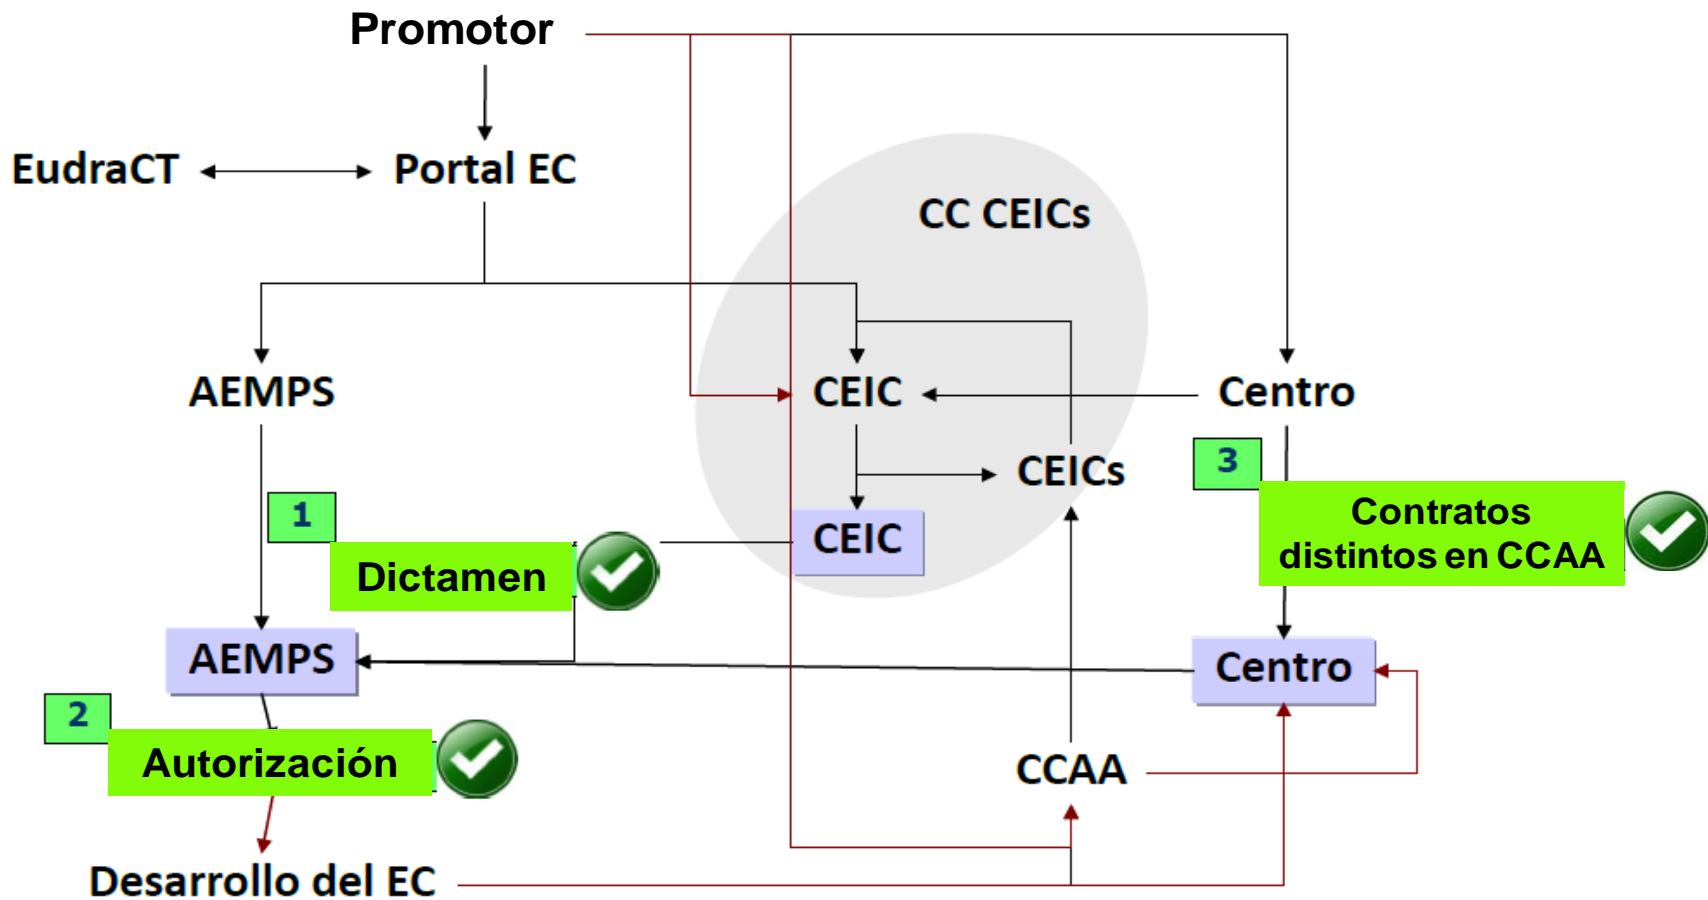 Promotor
EudraCT
Portal EC
CC CEICs
AEMPS
CEIC
Centro
CEICs
3
1
Contratos
distintos en CCAA
CEIC
Dictamen
AEMPS
Centro
2
Autorización
CCAA
Desarrollo del EC